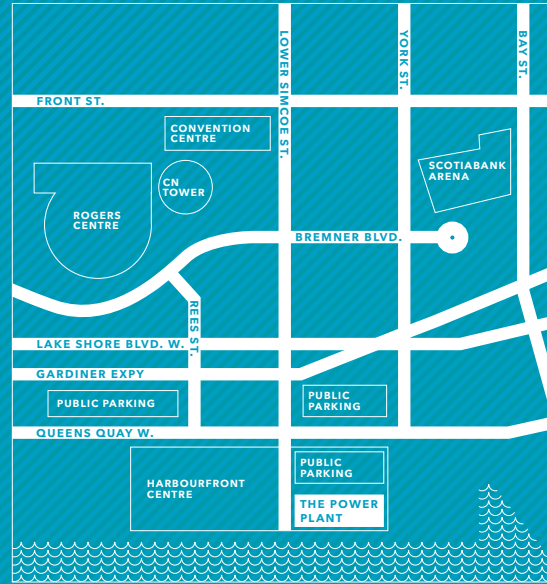 LOWER SIMCOE ST.
YORK ST.
BAY ST.
FRONT ST.
CONVENTION
CENTRE
SCOTIABANK
ARENA
CN
TOWER
ROGERS
CENTRE
BREMNER BLVD.
REES ST.
LAKE SHORE BLVD. W.
GARDINER EXPY
PUBLIC PARKING
PUBLIC
PARKING
QUEENS QUAY W.
PUBLIC
PARKING
HARBOURFRONT
CENTRE
THE POWER
PLANT